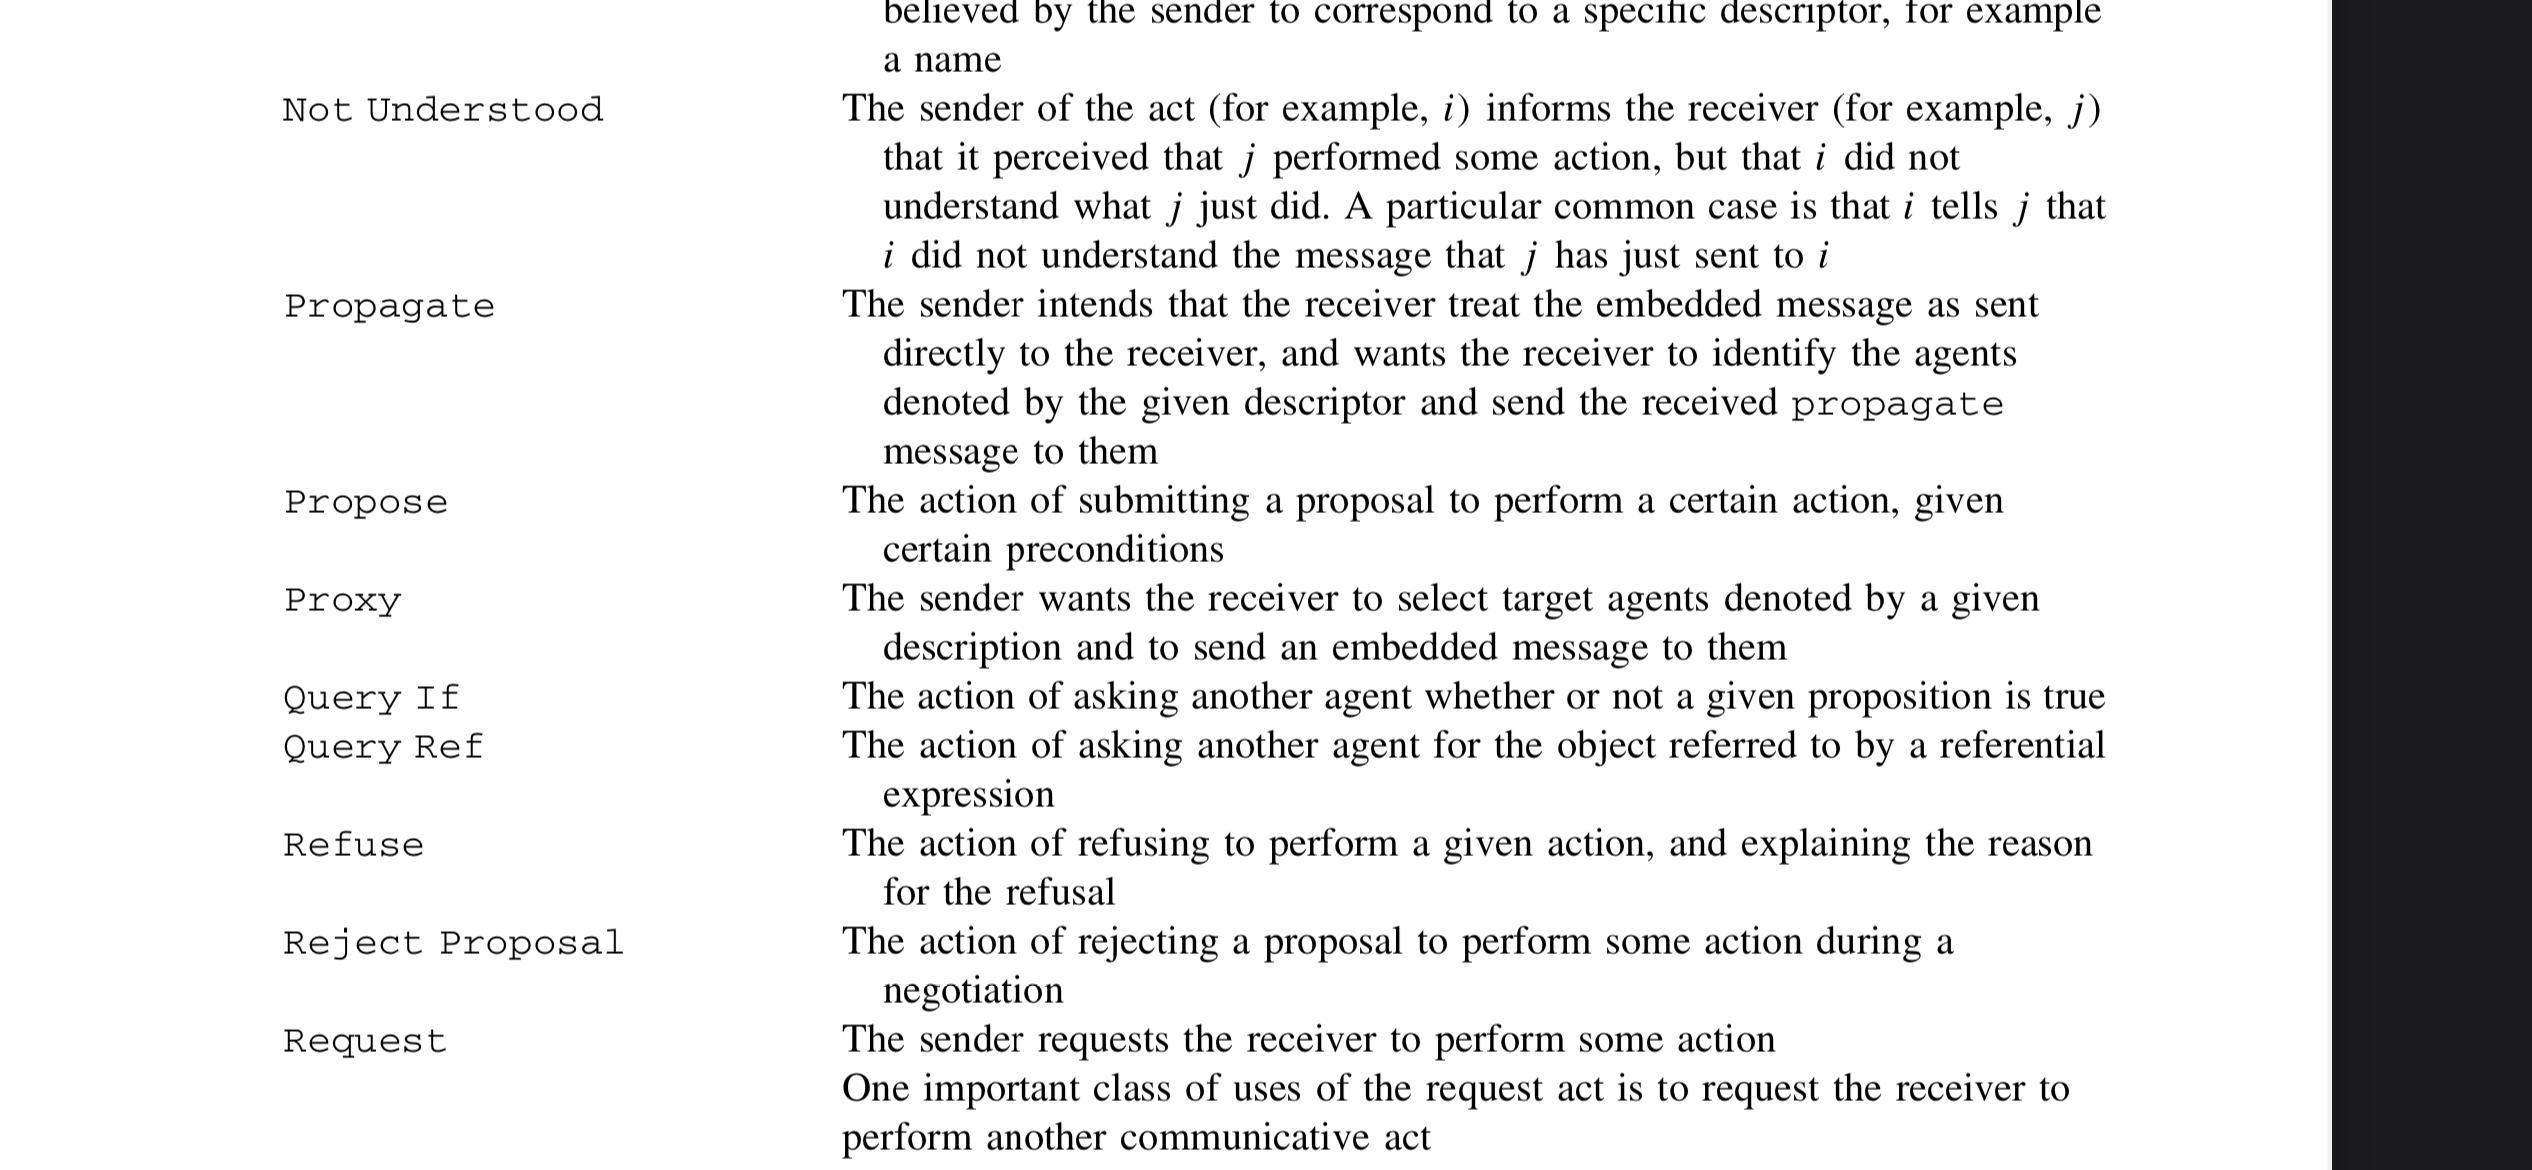 believed by the sender to correspond to a specific descriptor, for example
a name
Not Understood The sender of the act (for example, i) informs the receiver (for example, j)
that it perceived that j performed some action, but that i did not
understand what j just did. A particular common case is that i tells j that
i did not understand the message that j has just sent to i
Propagate The sender intends that the receiver treat the embedded message as sent
directly to the receiver, and wants the receiver to identify the agents
denoted by the given descriptor and send the received propagate
message to them
Propose The action of submitting a proposal to perform a certain action, given
certain preconditions
Proxy The sender wants the receiver to select target agents denoted by a given
description and to send an embedded message to them
Query If The action of asking another agent whether or not a given proposition is true
Query Ref The action of asking another agent for the object referred to by a referential
expression
Refuse The action of refusing to perform a given action, and explaining the reason
for the refusal
Reject Proposal The action of rejecting a proposal to perform some action during a
negotiation
Request The sender requests the receiver to perform some action
One important class of uses of the request act is to request the receiver to
perform another communicative act